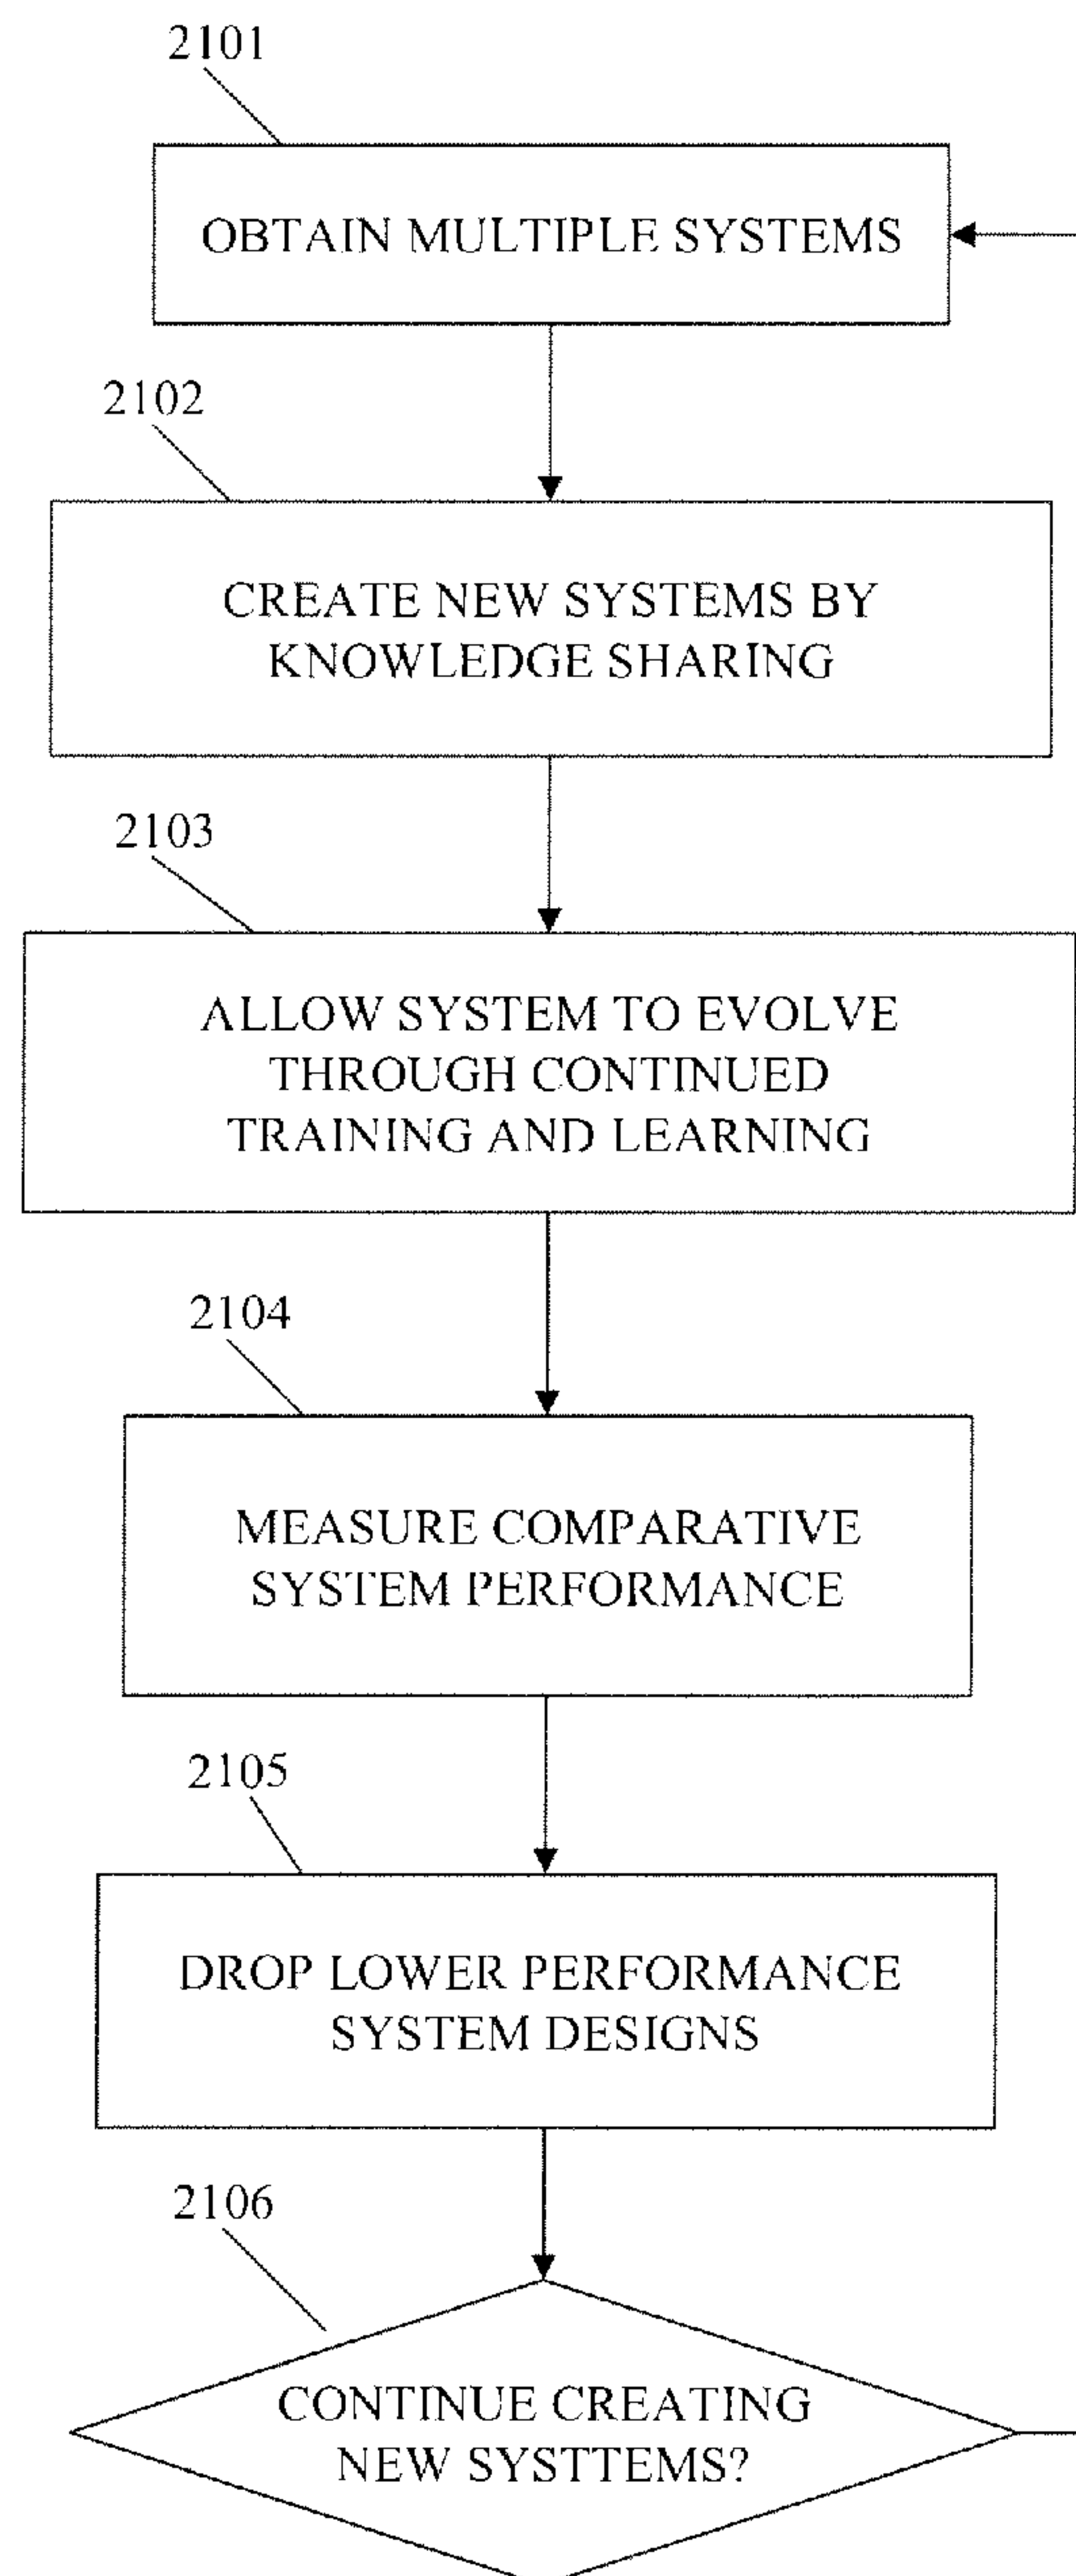 2101
OBTAIN MULTIPLE SYSTEMS
2102
CREATE NEW SYSTEMS BY
KNOWLEDGE SHARING
2103
ALLOW SYSTEM TO EVOLVE
THROUGH CONTINUED
TRAINING AND LEARNING
2104
MEASURE COMPARATIVE
SYSTEM PERFORMANCE
2105
DROP LOWER PERFORMANCE
SYSTEM DESIGNS
2106
CONTINUE CREATING
NEW SYSTTEMS?